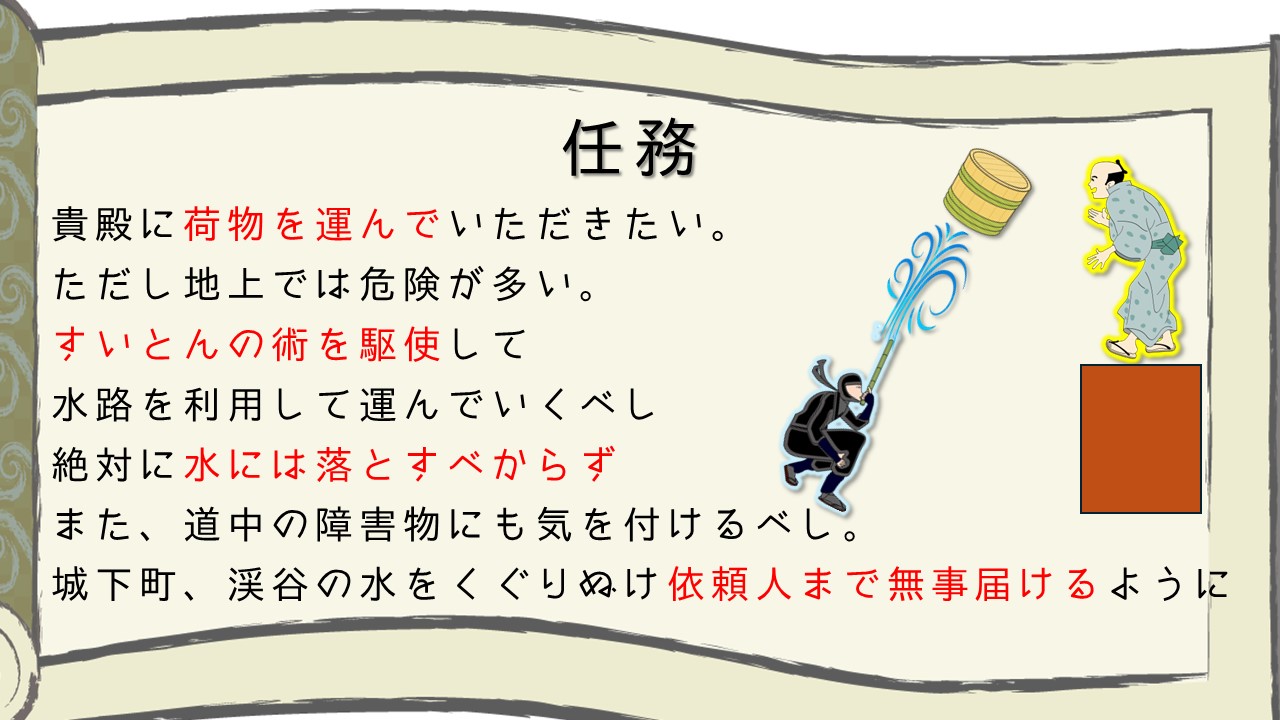 任務
貴殿に荷物を運んでいただきたい。
ただし地上では危険が多い。
すいとんの術を駆使して
水路を利用して運んでいくべし
絶対に水には落とすべからず
また、道中の障害物にも気を付けるべし。
城下町、渓谷の水をくぐりぬけ依頼人まで無事届けるように